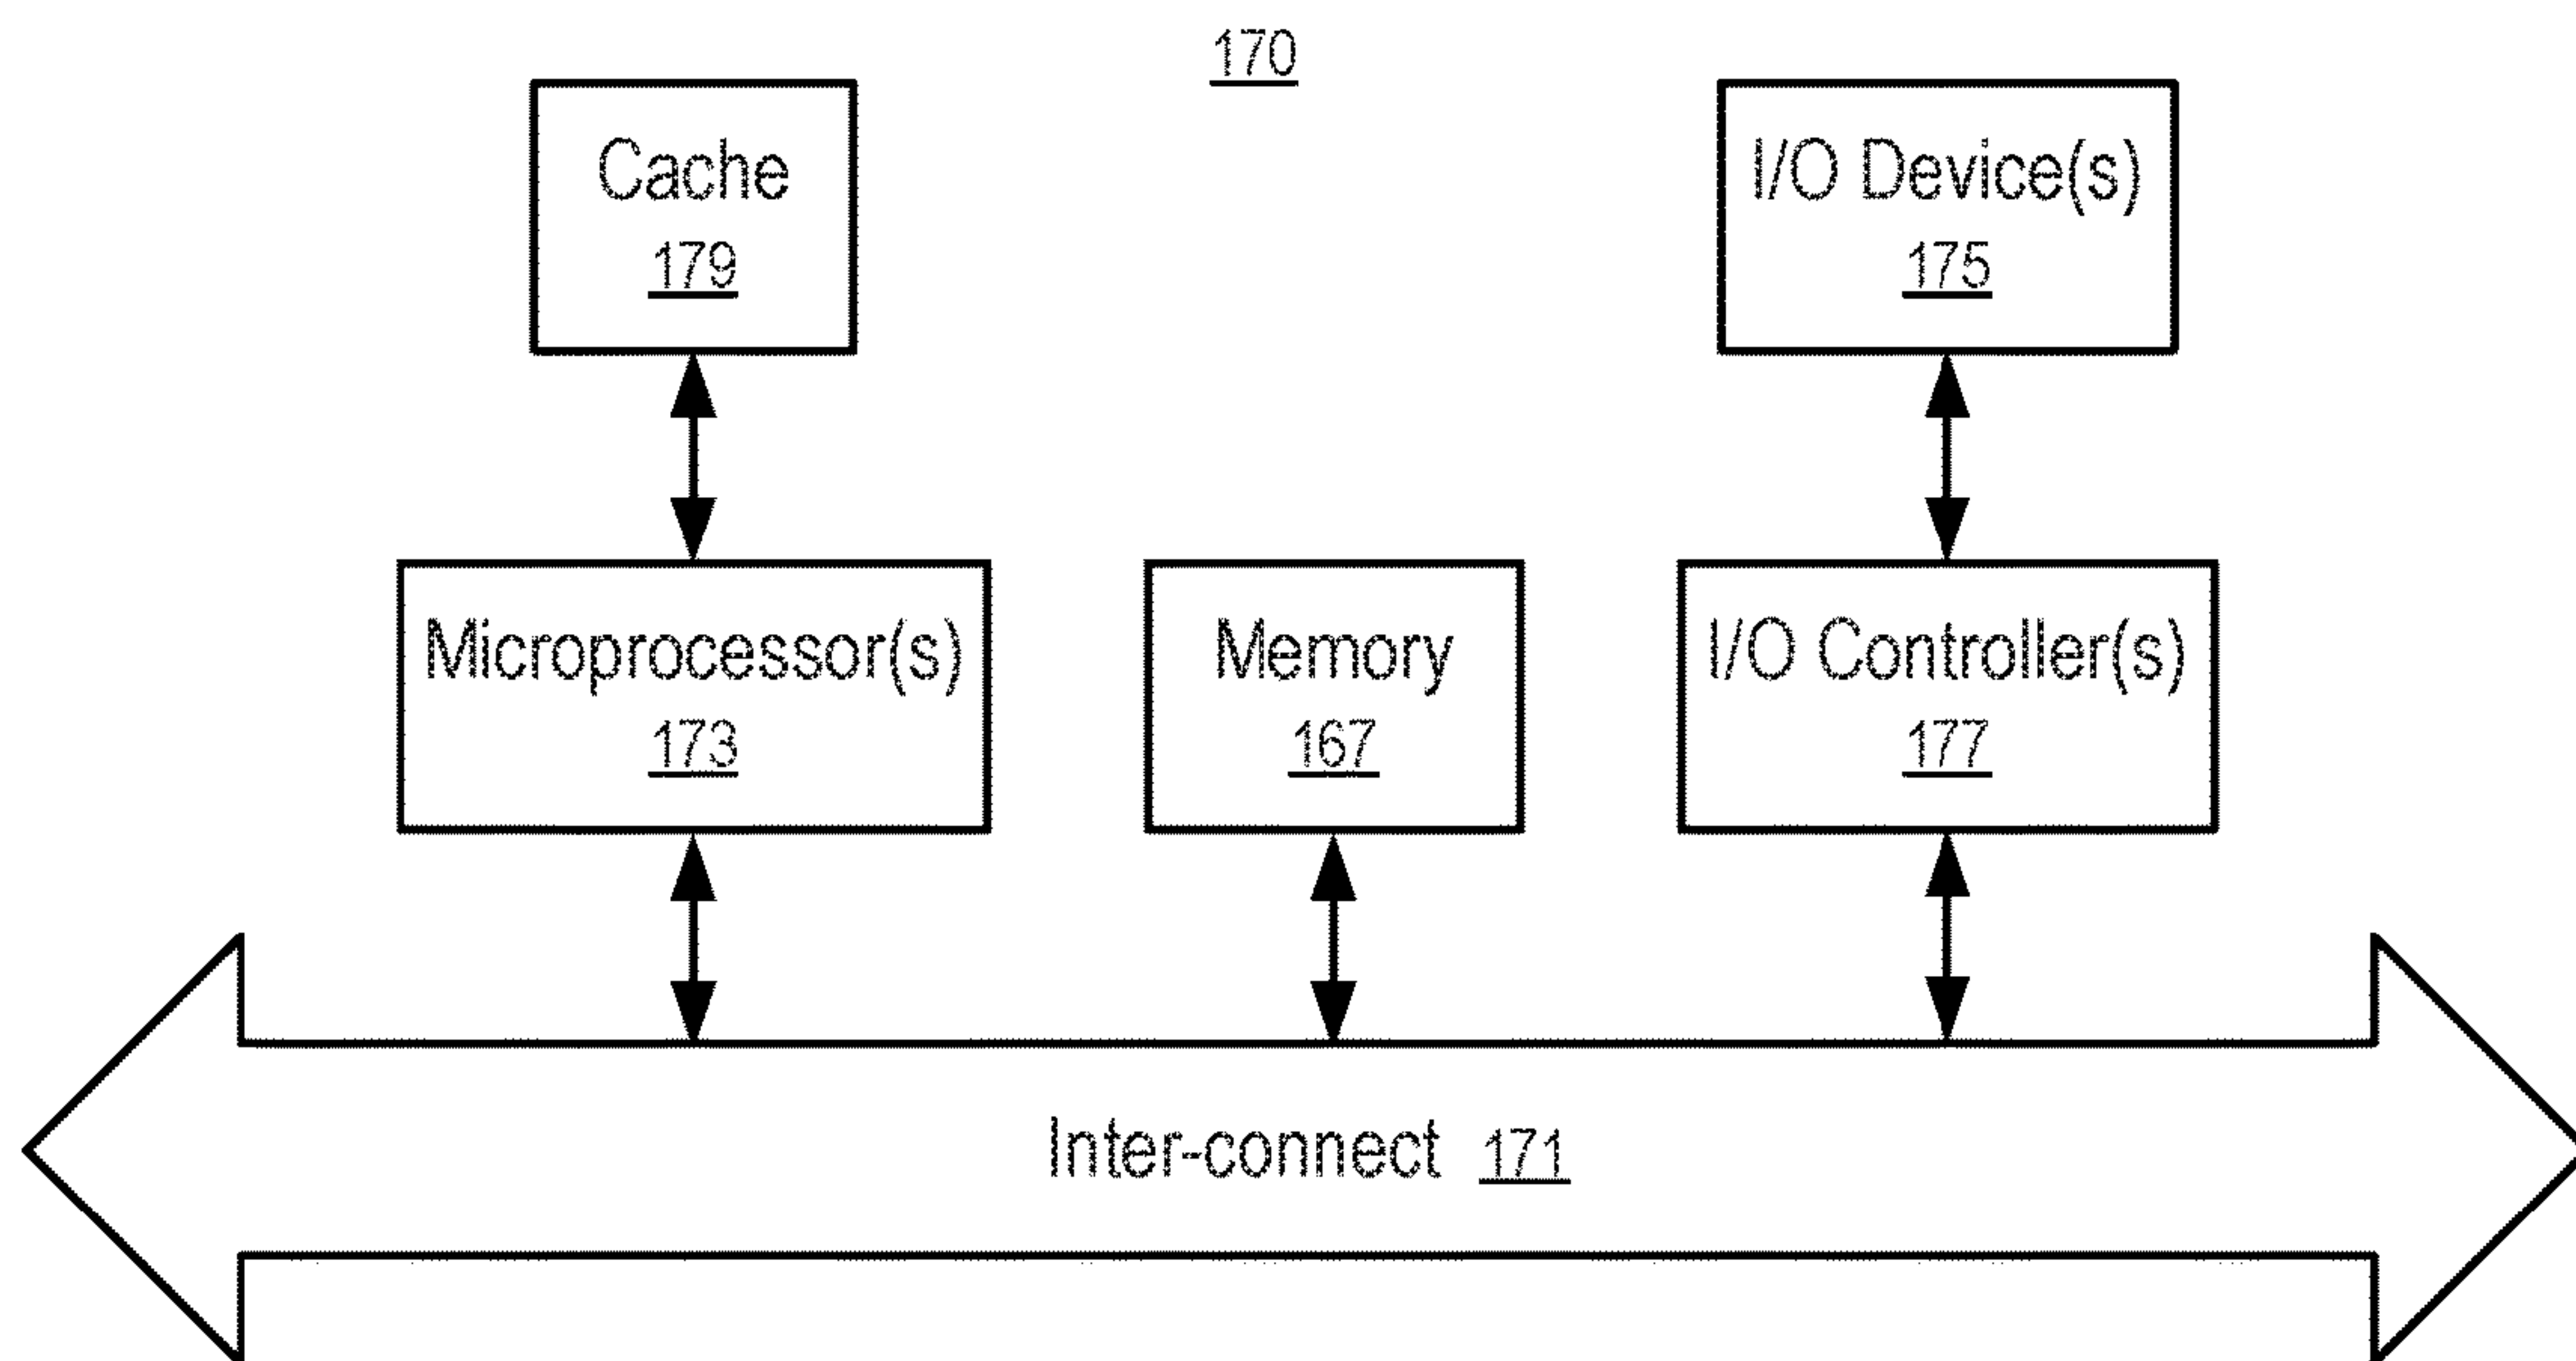 170
Cache
179
I/O Device(s)
175
Microprocessor(s)
173
Memory
167
I/O Controller(s)
177
Inter-connect 171